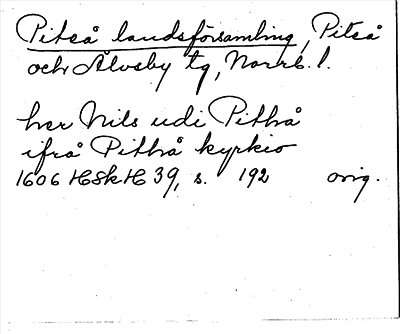 Piteå landsförsamling, Piteå
och Älvsby tg, Norrb. l.
her Nils udi Pithå
ifrå Pithå kyrkio
1606 HSkH 39, s. 192 orig.